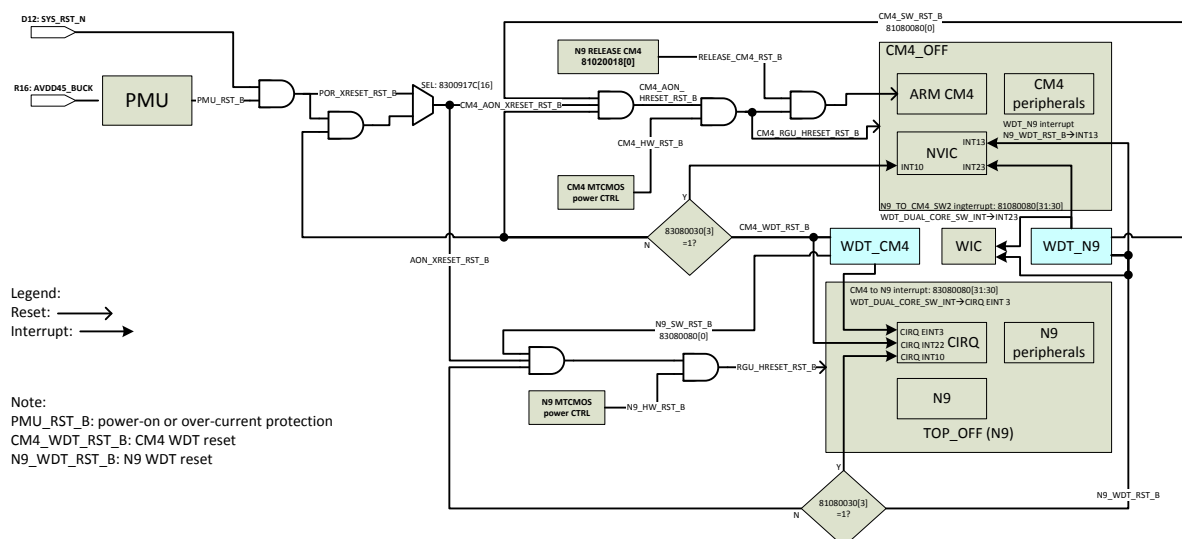 D12: SYS_RST_N
R16: AVDD45_BUCK
PMU
PMU_RST_B
POR_XRESET_RST_B
SEL: 8300917C[16]
CM4_AON_XRESET_RST_B
N9 RELEASE CM4
81020018[0]
RELEASE_CM4_RST_B
CM4_SW_RST_B
81080080[0]
CM4_AON_
HRESET_RST_B
CM4_HW_RST_B
CM4_RGU_HRESET_RST_B
CM4 MTCMOS
power CTRL
CM4_OFF
ARM CM4
CM4
peripherals
WDT_N9 interrupt
N9_WDT_RST_B→INT13
INT13
NVIC
INT10
INT23
N9_TO_CM4_SW2 ingterrupt: 81080080[31:30]
WDT_DUAL_CORE_SW_INT→INT23
Y
83080030[3]
=1?
N
CM4_WDT_RST_B
WDT_CM4
WIC
WDT_N9
AON_XRESET_RST_B
Legend:
Reset:
Interrupt:
CM4 to N9 interrupt: 83080080[31:30]
WDT_DUAL_CORE_SW_INT→CIRQ EINT 3
N9_SW_RST_B
83080080[0]
CIRQ EINT3
CIRQ INT22
CIRQ
CIRQ INT10
N9
peripherals
RGU_HRESET_RST_B
N9 MTCMOS
power CTRL
N9_HW_RST_B
N9
TOP_OFF (N9)
Note:
PMU_RST_B: power-on or over-current protection
CM4_WDT_RST_B: CM4 WDT reset
N9_WDT_RST_B: N9 WDT reset
Y
81080030[3]
=1?
N
N9_WDT_RST_B